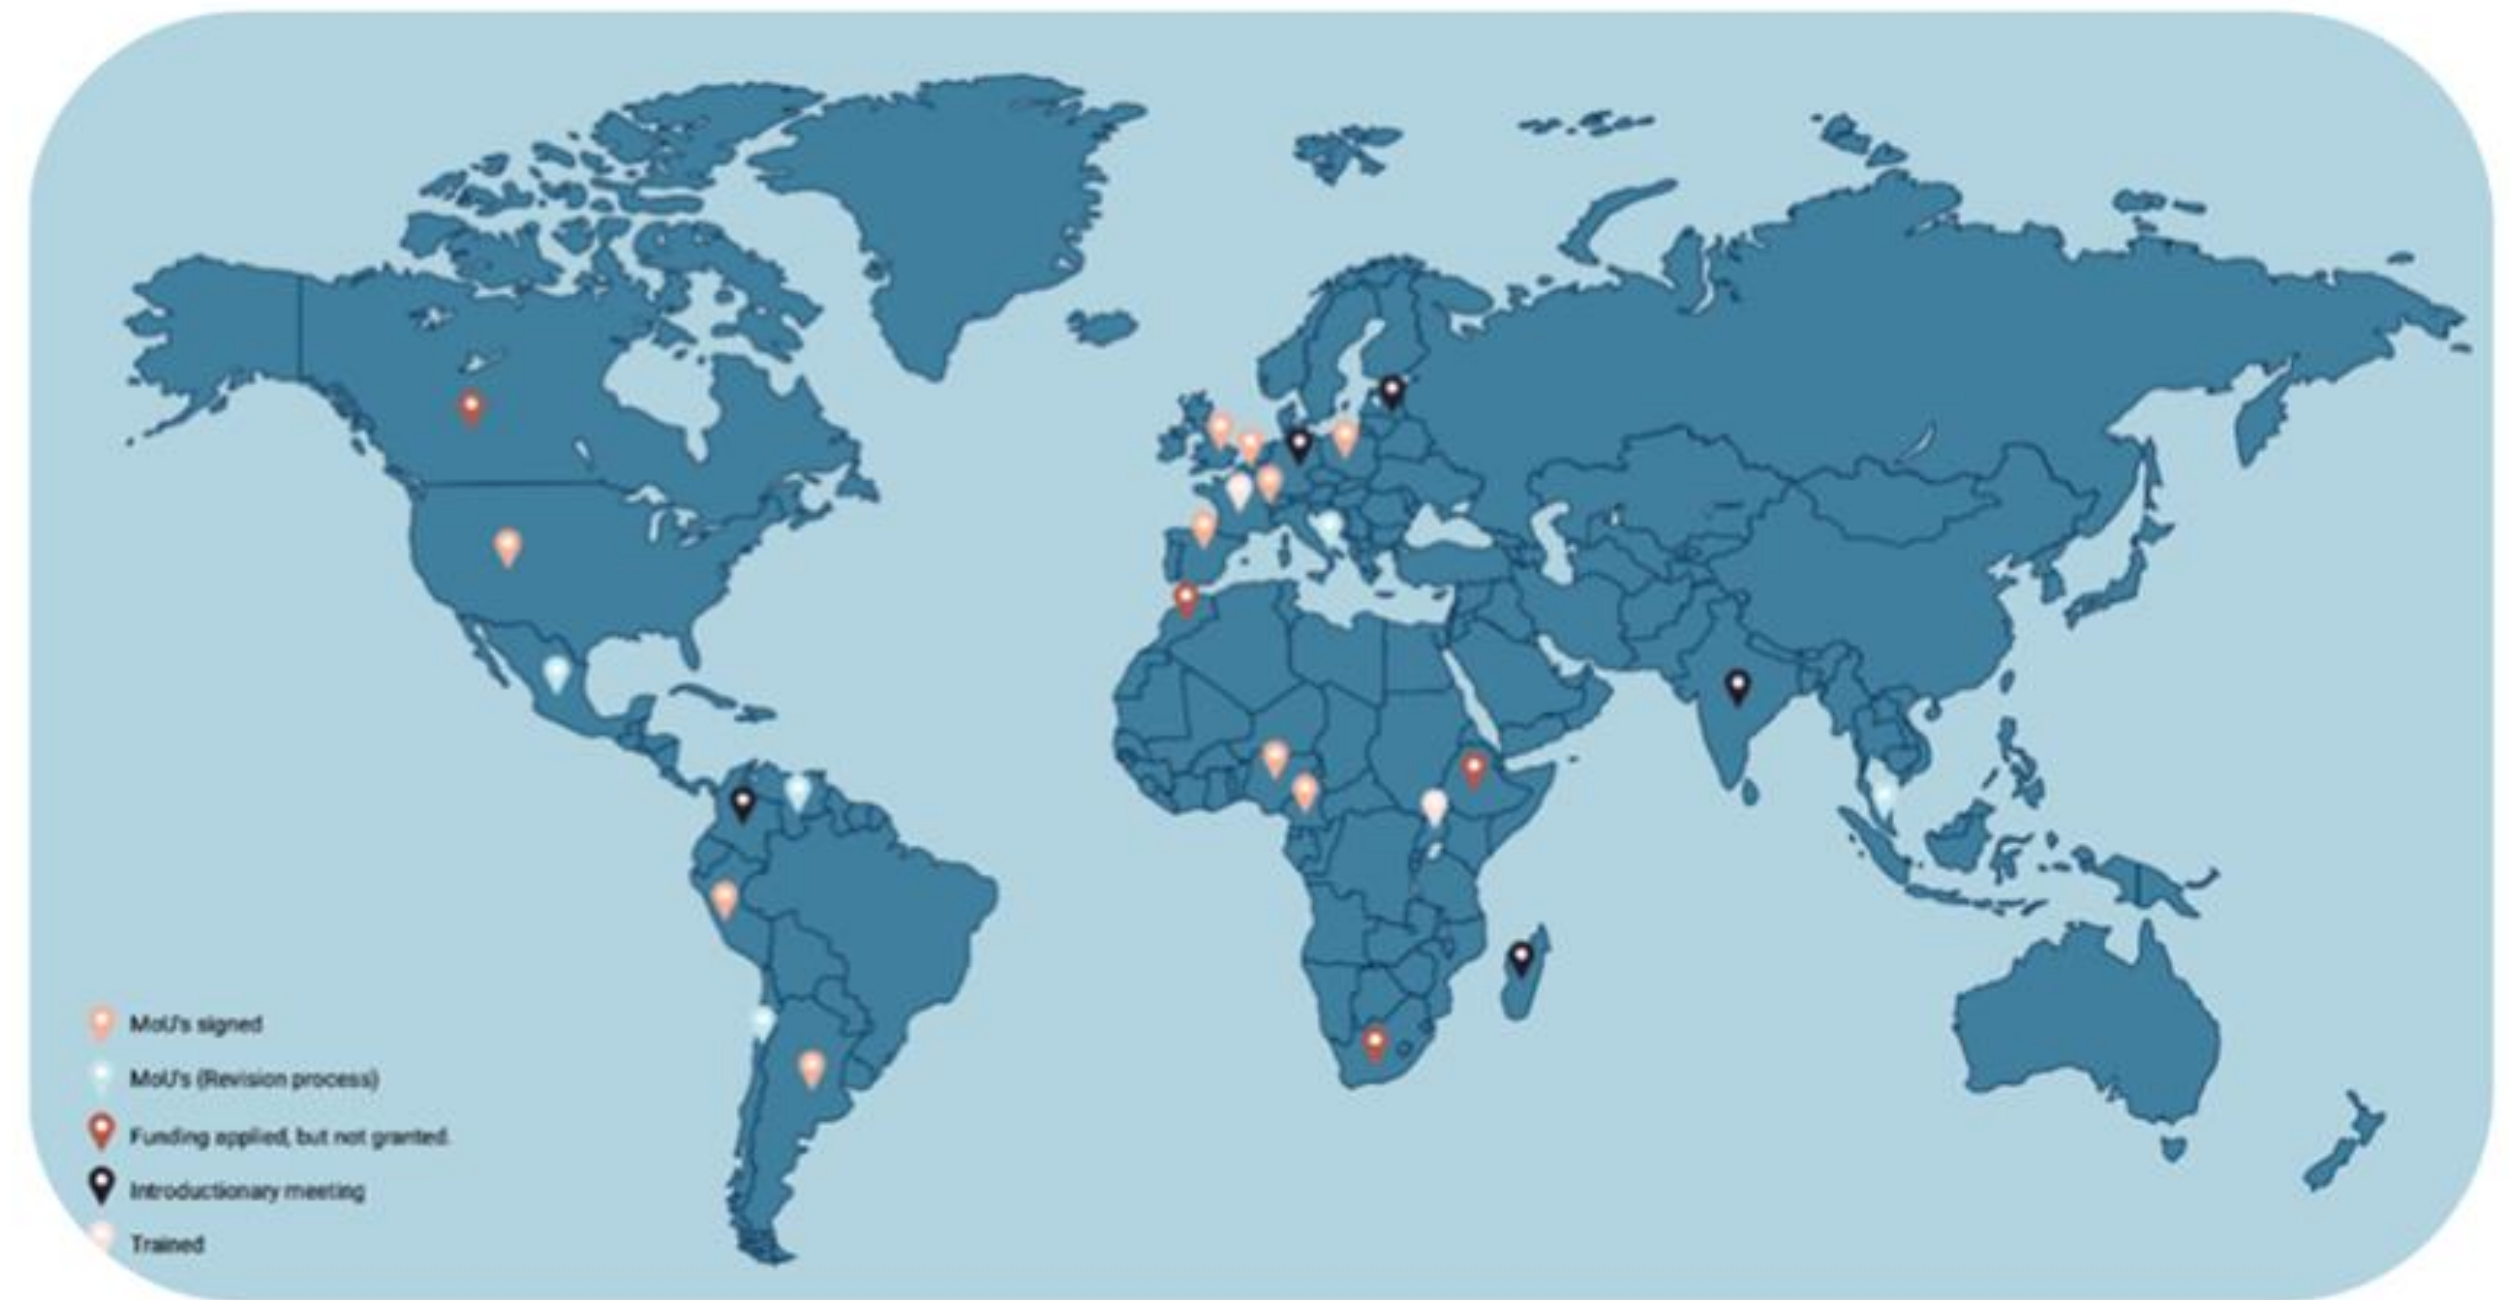 MoU's signed
MoU's (Revision process)
Funding applied, but not granted.
Introductionary meeting
Trained